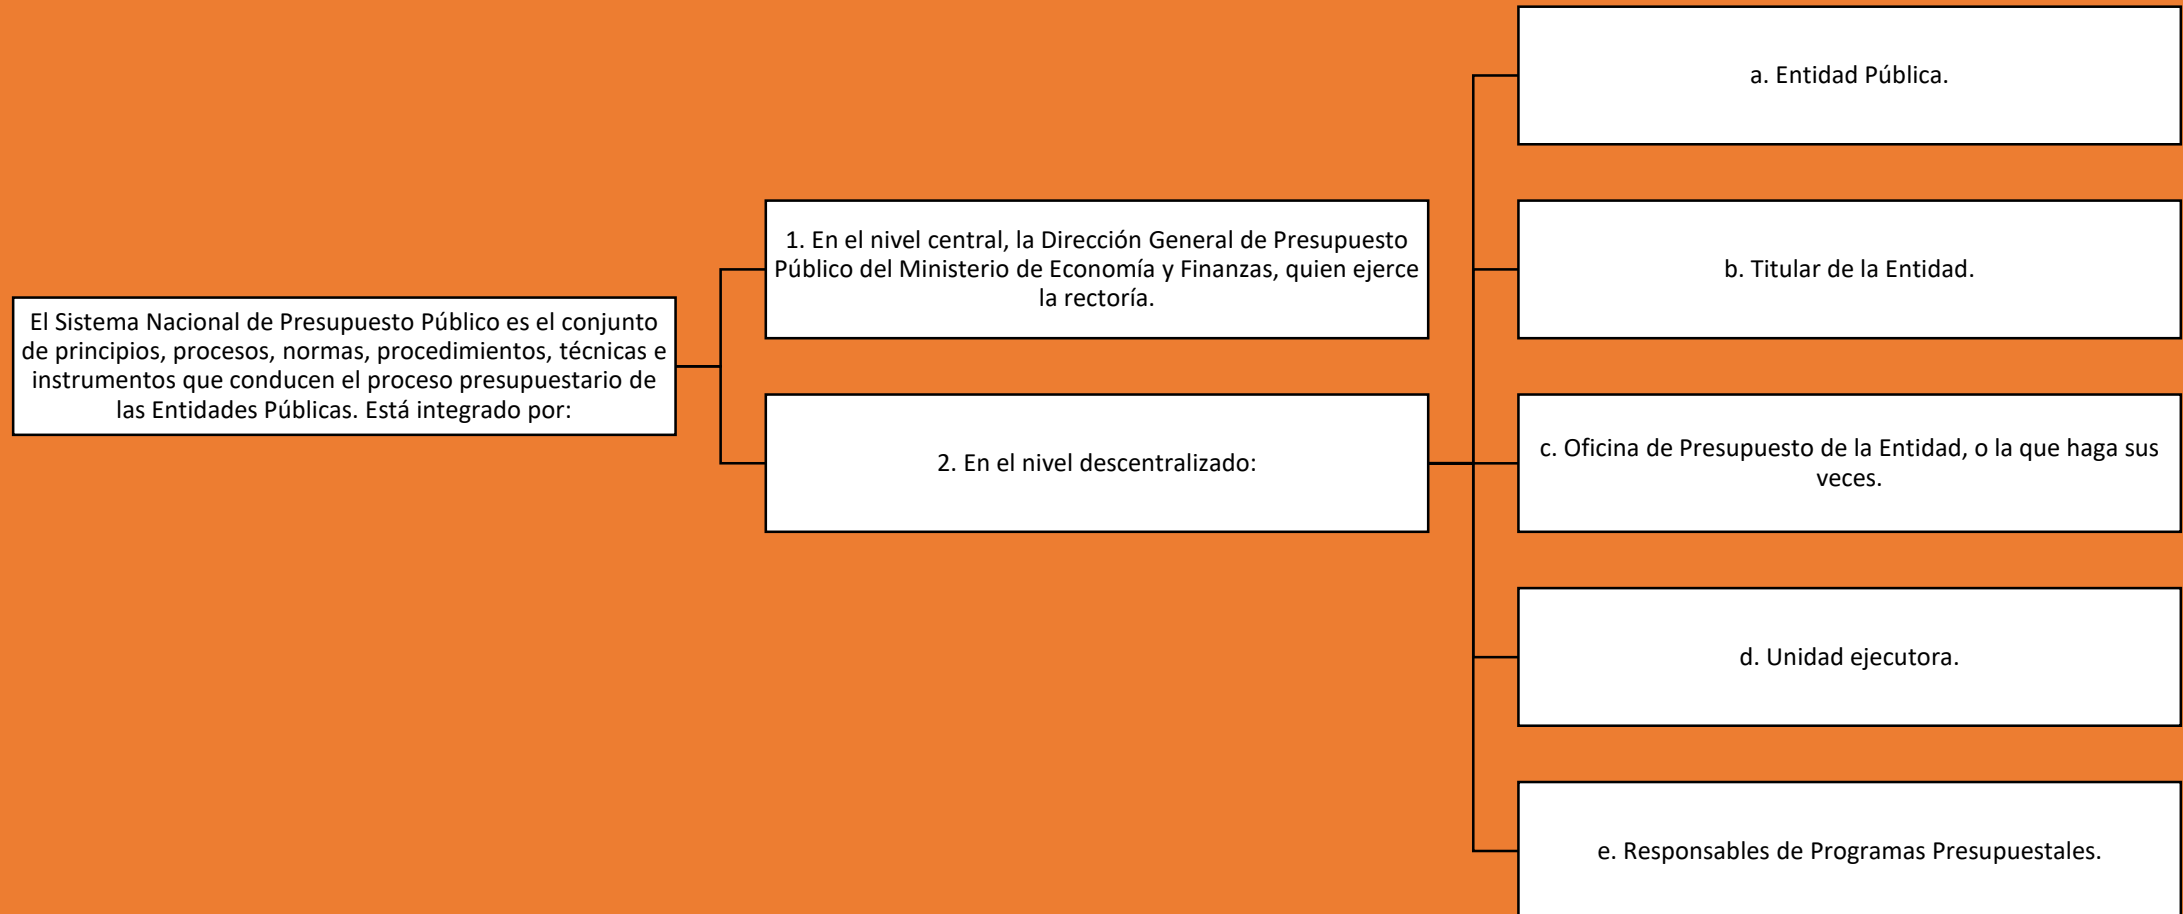 El Sistema Nacional de Presupuesto Público es el conjunto
de principios, procesos, normas, procedimientos, técnicas e
instrumentos que conducen el proceso presupuestario de
las Entidades Públicas. Está integrado por:
1. En el nivel central, la Dirección General de Presupuesto
Público del Ministerio de Economía y Finanzas, quien ejerce
la rectoría.
2. En el nivel descentralizado:
a. Entidad Pública.
b. Titular de la Entidad.
c. Oficina de Presupuesto de la Entidad, o la que haga sus
veces.
d. Unidad ejecutora.
e. Responsables de Programas Presupuestales.